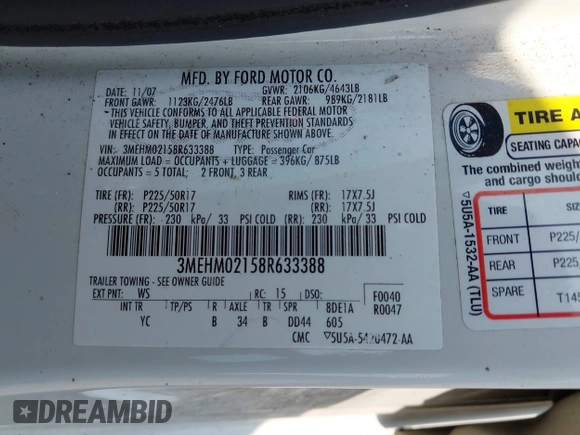 MFD. BY FORD MOTOR CO.
DATE: 11/07 GVWR: 2106KG/4643LB
FRONT GAWR: 1123KG/2476LB REAR GAWR: 989KG/2181LB
THIS VEHICLE CONFORMS TO ALL APPLICABLE FEDERAL MOTOR
VEHICLE SAFETY, BUMPER, AND THEFT PREVENTION STANDARDS
IN EFFECT ON THE DATE OF MANUFACTURE SHOWN ABOVE.
VIN: 3MEHM02158R633388 TYPE: Passenger Car
MAXIMUM LOAD = OCCUPANTS + LUGGAGE = 396KG/ 875LB
OCCUPANTS = 5 TOTAL; 2 FRONT, 3 REAR
TIRE (FR): P225/50R17 RIMS (FR): 17X7.5J
(RR): P225/50R17 (RR): 17X7.5J
PRESSURE (FR): 230 kPa/ 33 PSI COLD (RR): 230 kPa/ 33 PSI COLD
3MEHM02158R633388
TRAILER TOWING - SEE OWNER GUIDE
EXT PNT: WS RC: 15 DSO: F0040
INT TR TP/PS R AXLE TR SPR 8DE1A R0047
YC B 34 B DD44 605
CMC ▽5U5A-5420472-AA
TIRE A
SEATING CAPACITY
The combined weight
and cargo shoul
TIRE SIZ
FRONT P225/
REAR P225/
SPARE T145
▽5U5A-1532-AA (TLU)
DREAMBID